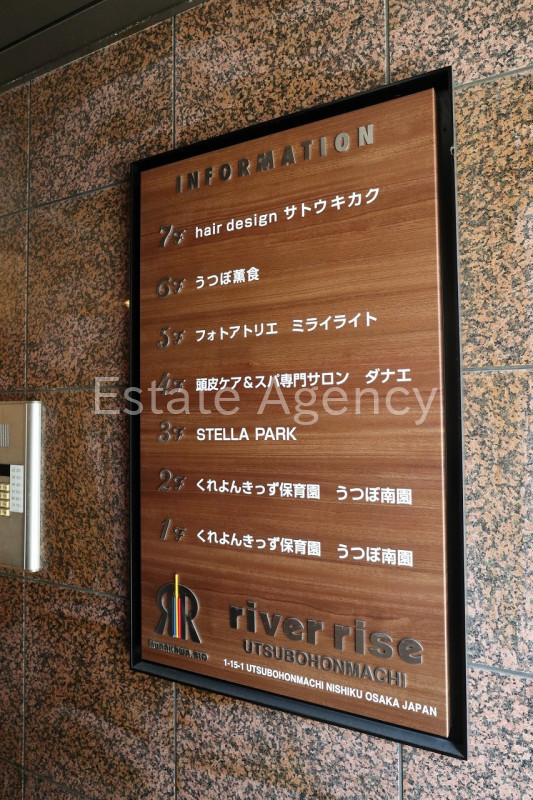 INFORMATION
7F hair design サトウキカク
6F うつぼ薫食
5F フォトアトリエ ミライライト
4F 頭皮ケア&スパ専門サロン ダナエ
Estate Agency
3F STELLA PARK
2F くれよんきっず保育園 うつぼ南園
1F くれよんきっず保育園 うつぼ南園
RR
river rise
UTSUBOHONMACHI
1-15-1 UTSUBOHONMACHI NISHIKU OSAKA JAPAN